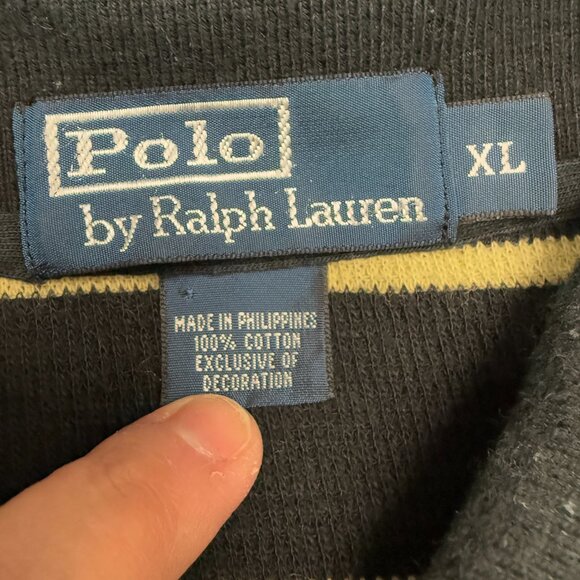 Polo
by Ralph Lauren
XL
MADE IN PHILIPPINES
100% COTTON
EXCLUSIVE OF
DECORATION